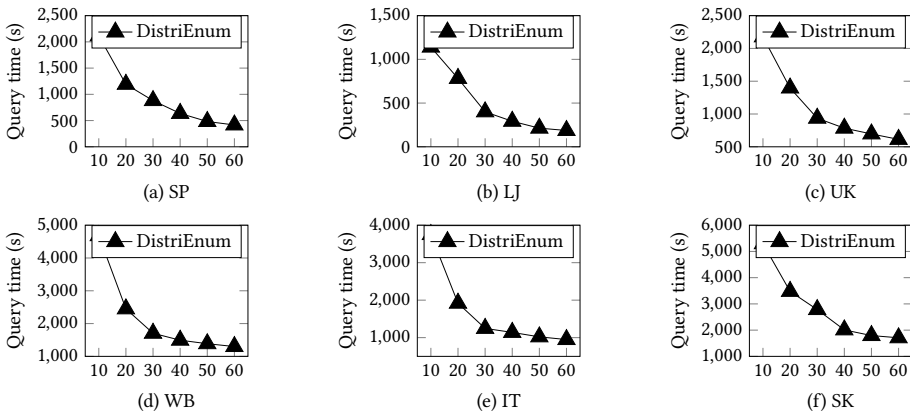 DistriEnum
Query time (s)
2,500
2,000
1,500
1,000
500
0
10 20 30 40 50 60
(a) SP
DistriEnum
Query time (s)
1,500
1,000
500
0
10 20 30 40 50 60
(b) LJ
DistriEnum
Query time (s)
2,500
2,000
1,500
1,000
500
10 20 30 40 50 60
(c) UK
DistriEnum
Query time (s)
5,000
4,000
3,000
2,000
1,000
10 20 30 40 50 60
(d) WB
DistriEnum
Query time (s)
4,000
3,000
2,000
1,000
10 20 30 40 50 60
(e) IT
DistriEnum
Query time (s)
6,000
5,000
4,000
3,000
2,000
1,000
10 20 30 40 50 60
(f) SK